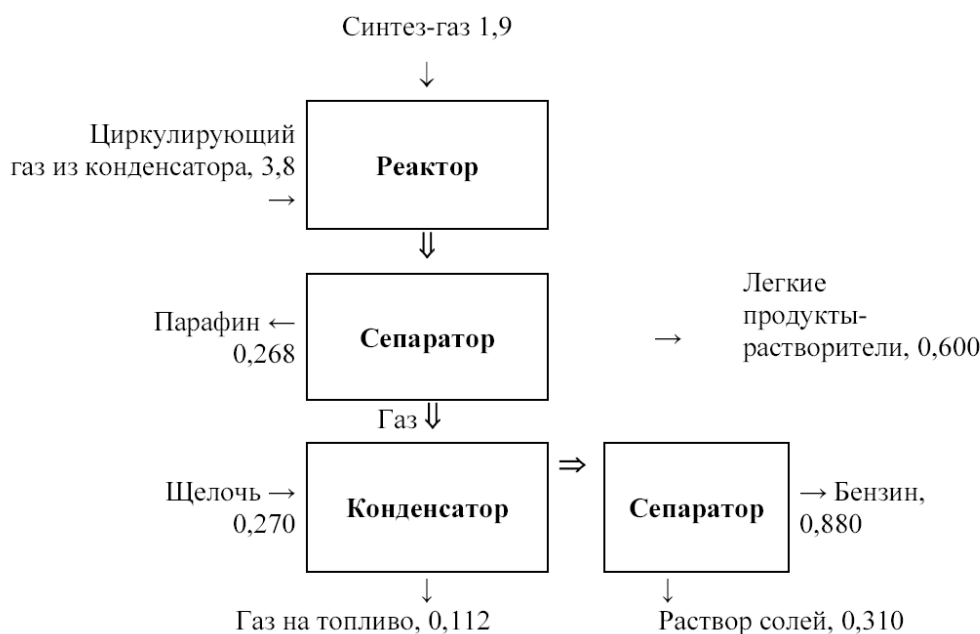 Синтез-газ 1,9
↓
Циркулирующий
газ из конденсатора, 3,8
→
Реактор
⇓
Парафин ←
0,268
Сепаратор
→
Легкие
продукты-
растворители, 0,600
Газ ⇓
Щелочь →
0,270
Конденсатор
⇒
Сепаратор
→ Бензин,
0,880
↓
Газ на топливо, 0,112
↓
Раствор солей, 0,310